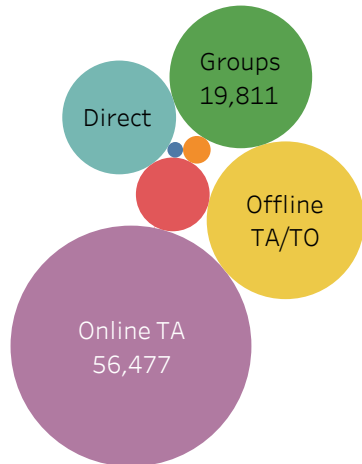 Groups
19,811
Direct
Offline
TA/TO
Online TA
56,477